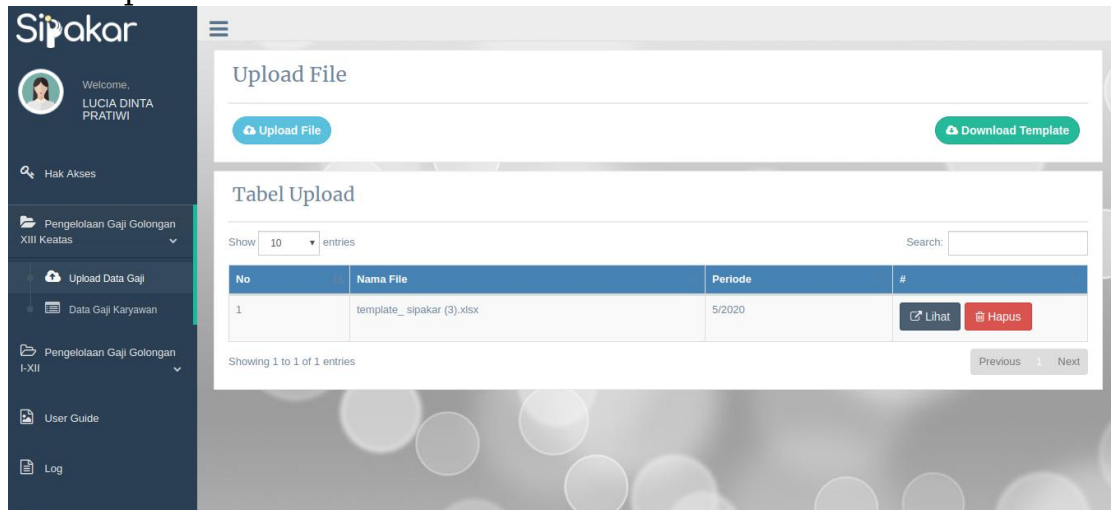 Sipakar
Welcome,
LUCIA DINTA
PRATIWI
Hak Akses
Pengelolaan Gaji Golongan
XIII Keatas
Upload Data Gaji
Data Gaji Karyawan
Pengelolaan Gaji Golongan
I-XII
User Guide
Log
Upload File
Upload File
Download Template
Tabel Upload
Show 10 entries
Search:
No Nama File Periode #
1 template_ sipakar (3).xlsx 5/2020 Lihat Hapus
Showing 1 to 1 of 1 entries
Previous 1 Next